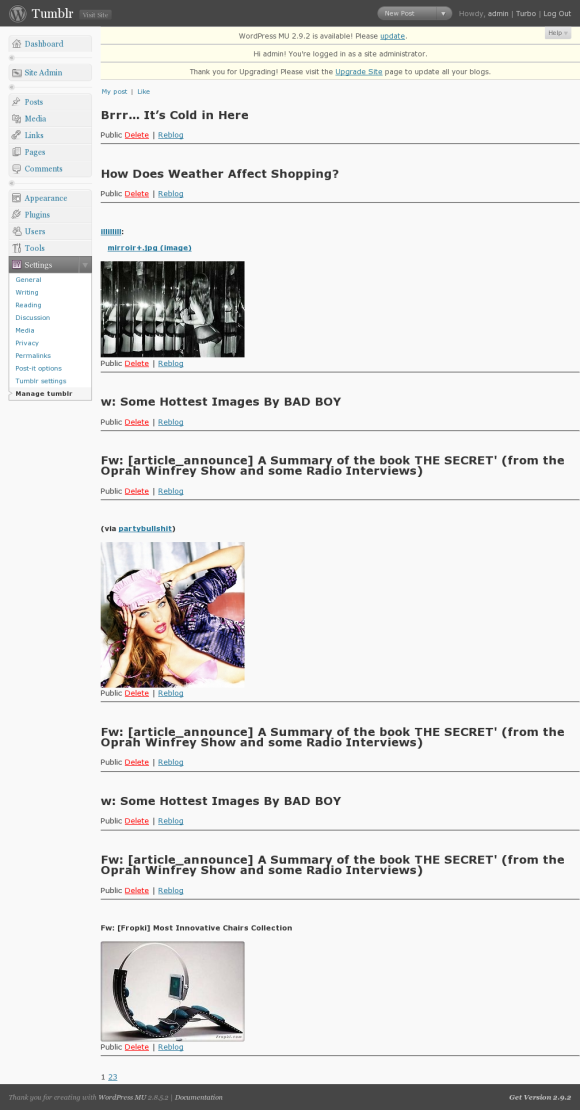 Tumblr Visit Site
New Post
Howdy, admin | Turbo | Log Out
Help
WordPress MU 2.9.2 is available! Please update.
Hi admin! You're logged in as a site administrator.
Thank you for Upgrading! Please visit the Upgrade Site page to update all your blogs.
Dashboard
Site Admin
Posts
Media
Links
Pages
Comments
Appearance
Plugins
Users
Tools
Settings
General
Writing
Reading
Discussion
Media
Privacy
Permalinks
Post-it options
Tumblr settings
Manage tumblr
My post | Like
Brrr... It's Cold in Here
Public Delete | Reblog
How Does Weather Affect Shopping?
Public Delete | Reblog
mirroir+.jpg (image)
Public Delete | Reblog
w: Some Hottest Images By BAD BOY
Public Delete | Reblog
Fw: [article_announce] A Summary of the book THE SECRET' (from the
Oprah Winfrey Show and some Radio Interviews)
Public Delete | Reblog
(via partybullshit)
Public Delete | Reblog
Fw: [article_announce] A Summary of the book THE SECRET' (from the
Oprah Winfrey Show and some Radio Interviews)
Public Delete | Reblog
w: Some Hottest Images By BAD BOY
Public Delete | Reblog
Fw: [article_announce] A Summary of the book THE SECRET' (from the
Oprah Winfrey Show and some Radio Interviews)
Public Delete | Reblog
Fw: [Fropki] Most Innovative Chairs Collection
fropki.com
Public Delete | Reblog
1 23
Thank you for creating with WordPress MU 2.8.5.2 | Documentation
Get Version 2.9.2